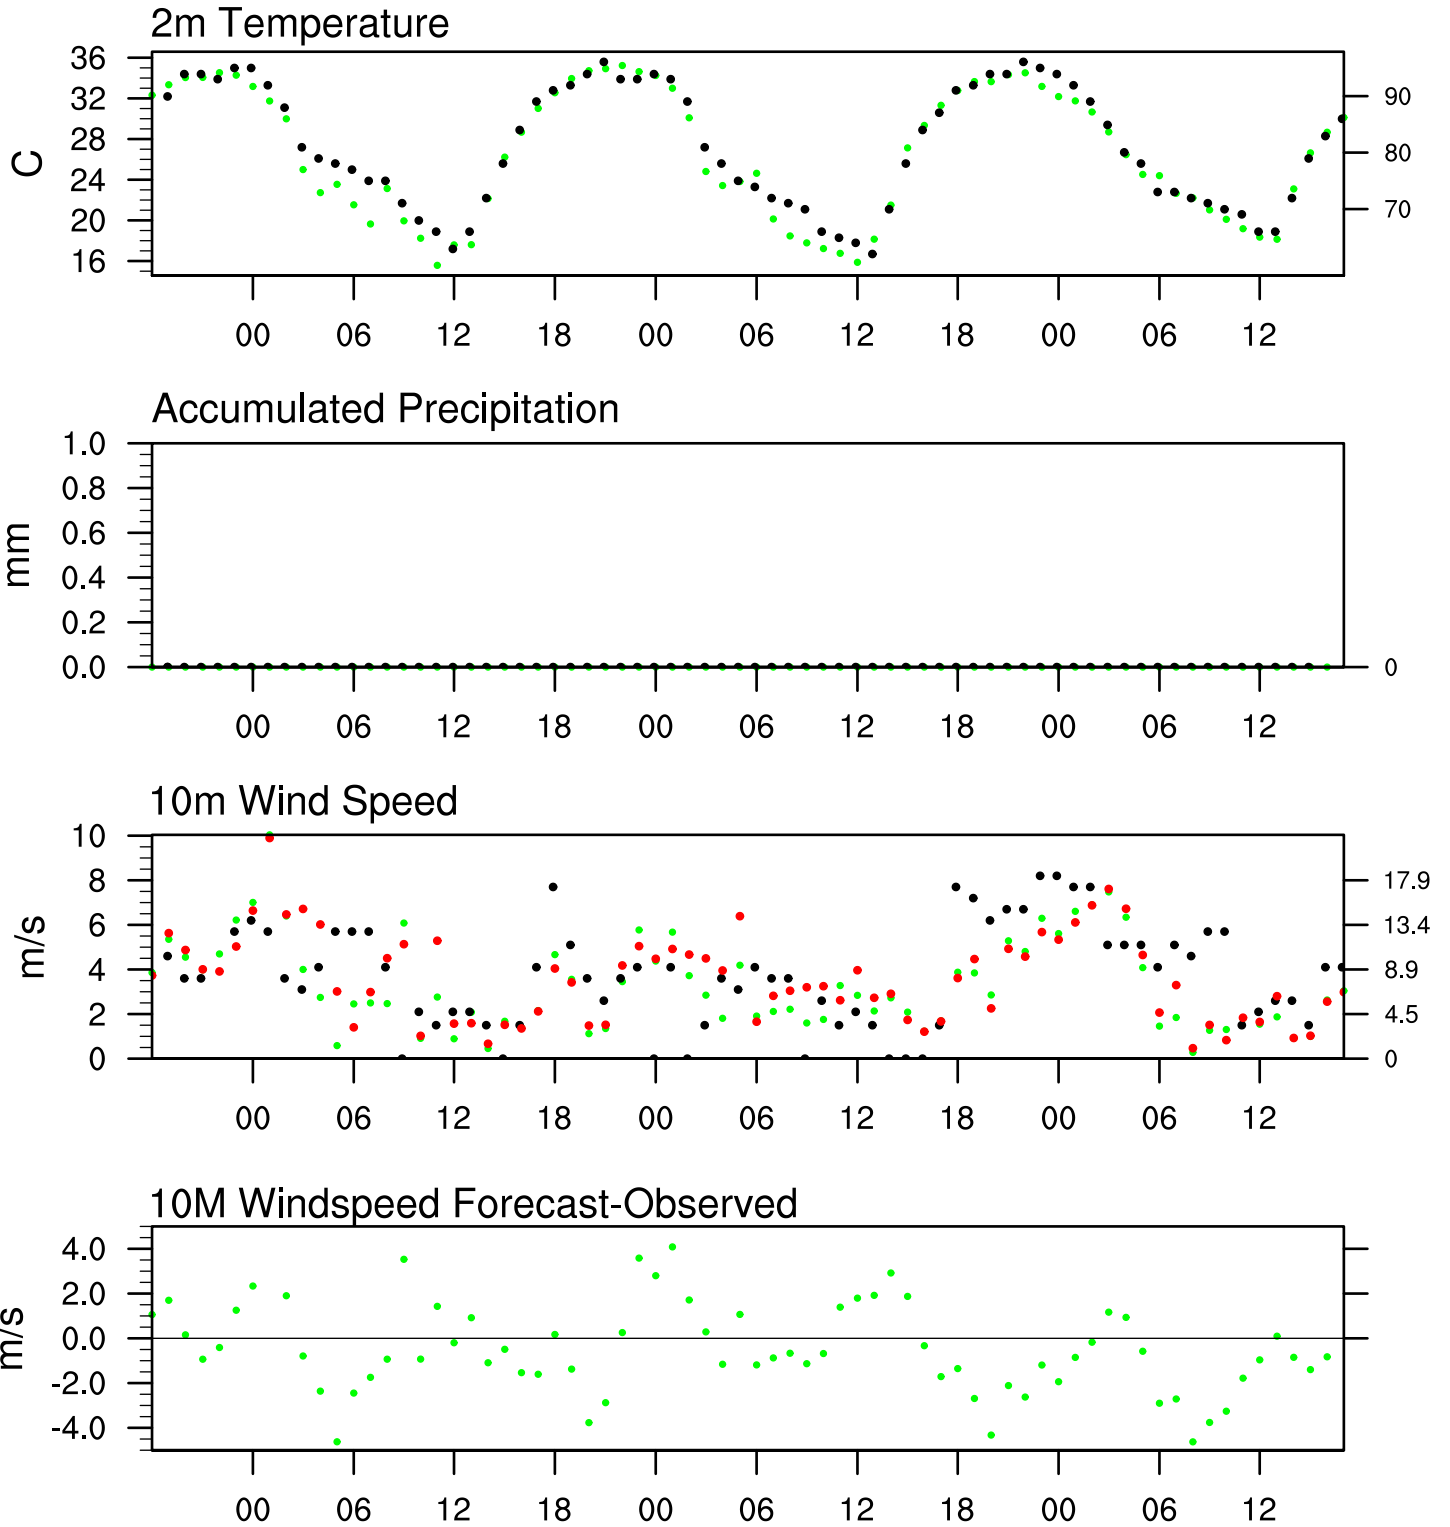 2m Temperature
36
32
28
24
20
16
C
90
80
70
00 06 12 18 00 06 12 18 00 06 12
Accumulated Precipitation
1.0
0.8
0.6
0.4
0.2
0.0
mm
0
00 06 12 18 00 06 12 18 00 06 12
10m Wind Speed
10
8
6
4
2
0
m/s
17.9
13.4
8.9
4.5
0
00 06 12 18 00 06 12 18 00 06 12
10M Windspeed Forecast-Observed
4.0
2.0
0.0
-2.0
-4.0
m/s
00 06 12 18 00 06 12 18 00 06 12